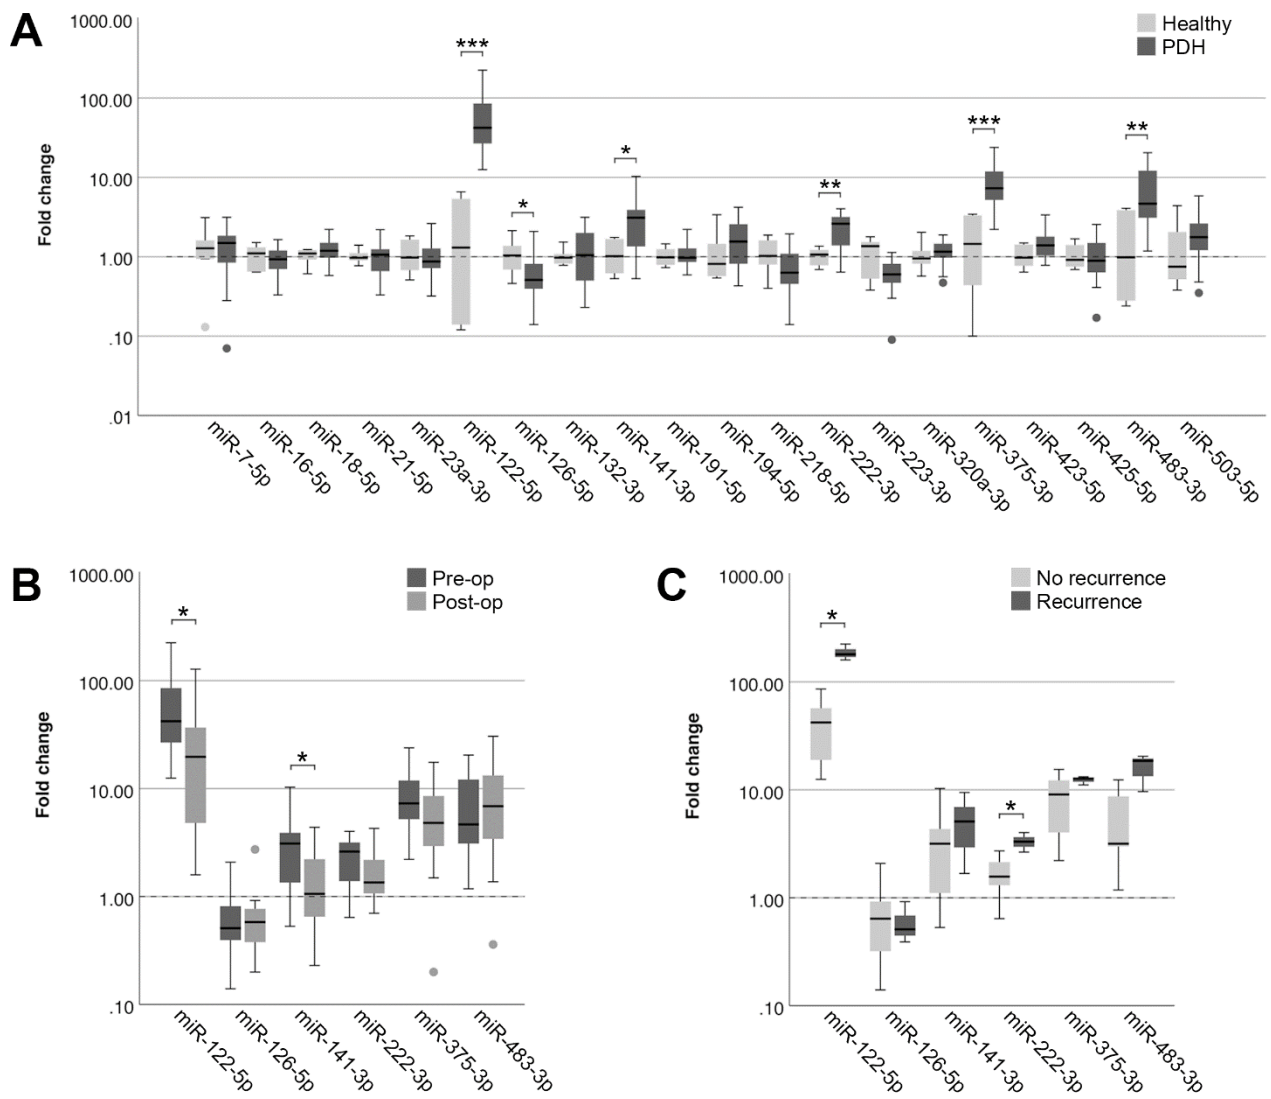 A
Healthy
PDH
Fold change
1000.00
100.00
10.00
1.00
.10
.01
***
*
*
**
***
**
miR-7-5p
miR-16-5p
miR-18-5p
miR-21-5p
miR-23a-3p
miR-122-5p
miR-126-5p
miR-132-3p
miR-141-3p
miR-191-5p
miR-194-5p
miR-218-5p
miR-222-3p
miR-223-3p
miR-320a-3p
miR-375-3p
miR-423-5p
miR-425-5p
miR-483-3p
miR-503-5p
B
Pre-op
Post-op
Fold change
1000.00
100.00
10.00
1.00
.10
*
*
miR-122-5p
miR-126-5p
miR-141-3p
miR-222-3p
miR-375-3p
miR-483-3p
C
No recurrence
Recurrence
Fold change
1000.00
100.00
10.00
1.00
.10
*
*
miR-122-5p
miR-126-5p
miR-141-3p
miR-222-3p
miR-375-3p
miR-483-3p